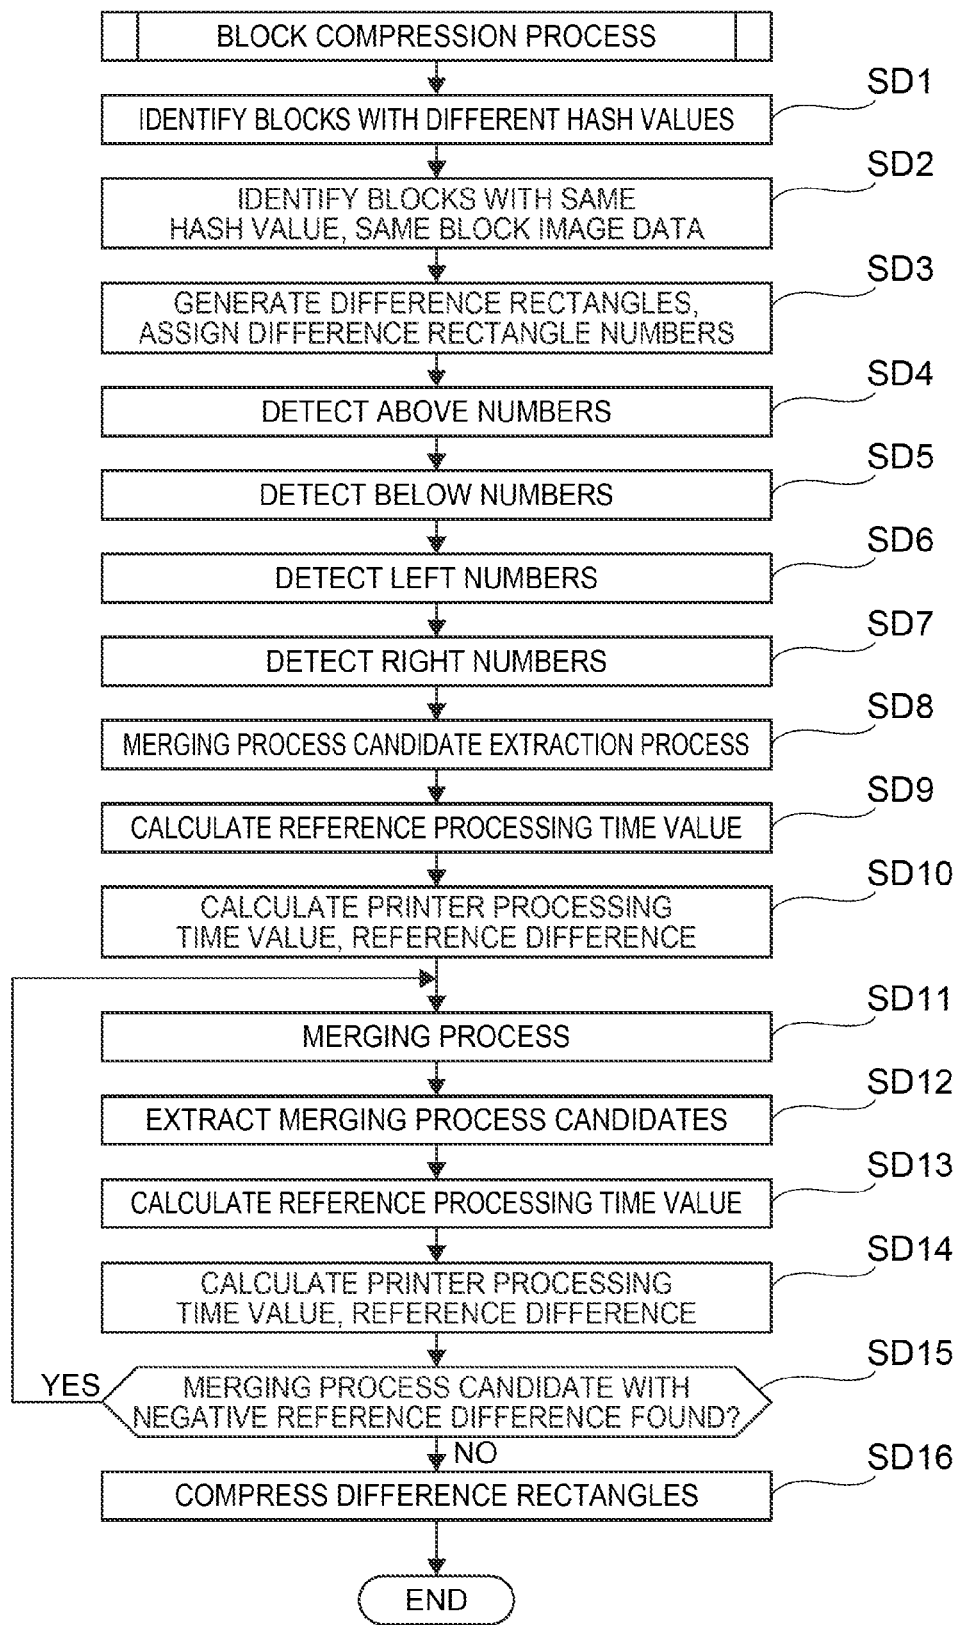 BLOCK COMPRESSION PROCESS
SD1
IDENTIFY BLOCKS WITH DIFFERENT HASH VALUES
SD2
IDENTIFY BLOCKS WITH SAME
HASH VALUE, SAME BLOCK IMAGE DATA
SD3
GENERATE DIFFERENCE RECTANGLES,
ASSIGN DIFFERENCE RECTANGLE NUMBERS
SD4
DETECT ABOVE NUMBERS
SD5
DETECT BELOW NUMBERS
SD6
DETECT LEFT NUMBERS
SD7
DETECT RIGHT NUMBERS
SD8
MERGING PROCESS CANDIDATE EXTRACTION PROCESS
SD9
CALCULATE REFERENCE PROCESSING TIME VALUE
SD10
CALCULATE PRINTER PROCESSING
TIME VALUE, REFERENCE DIFFERENCE
SD11
MERGING PROCESS
SD12
EXTRACT MERGING PROCESS CANDIDATES
SD13
CALCULATE REFERENCE PROCESSING TIME VALUE
SD14
CALCULATE PRINTER PROCESSING
TIME VALUE, REFERENCE DIFFERENCE
SD15
YES
MERGING PROCESS CANDIDATE WITH
NEGATIVE REFERENCE DIFFERENCE FOUND?
NO
SD16
COMPRESS DIFFERENCE RECTANGLES
END